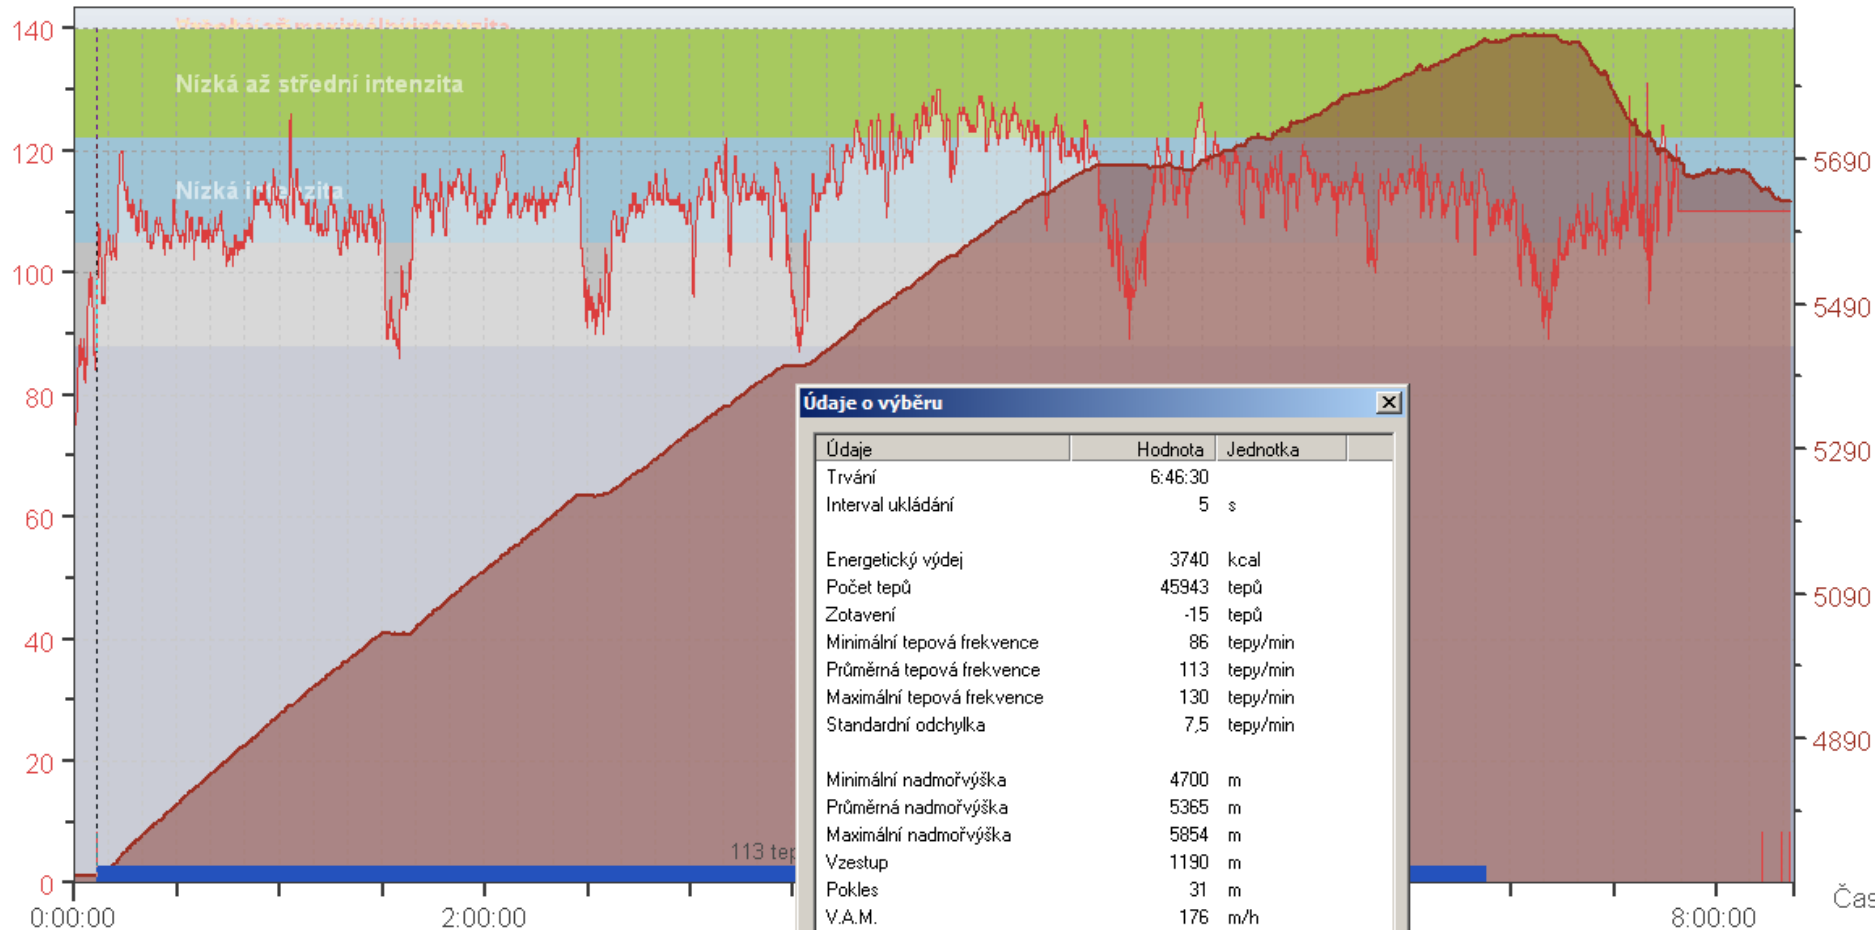 Vysoká až maximální intenzita
140
Nízká až střední intenzita
120
Nízká intenzita
100
80
60
40
20
0
5690
5490
5290
5090
4890
113 tep
0:00:00
2:00:00
8:00:00
Čas
Údaje o výběru
Údaje Hodnota Jednotka
Trvání 6:46:30
Interval ukládání 5 s
Energetický výdej 3740 kcal
Počet tepů 45943 tepů
Zotavení -15 tepů
Minimální tepová frekvence 86 tepy/min
Průměrná tepová frekvence 113 tepy/min
Maximální tepová frekvence 130 tepy/min
Standardní odchylka 7,5 tepy/min
Minimální nadmořvýška 4700 m
Průměrná nadmořvýška 5365 m
Maximální nadmořvýška 5854 m
Vzestup 1190 m
Pokles 31 m
V.A.M. 176 m/h